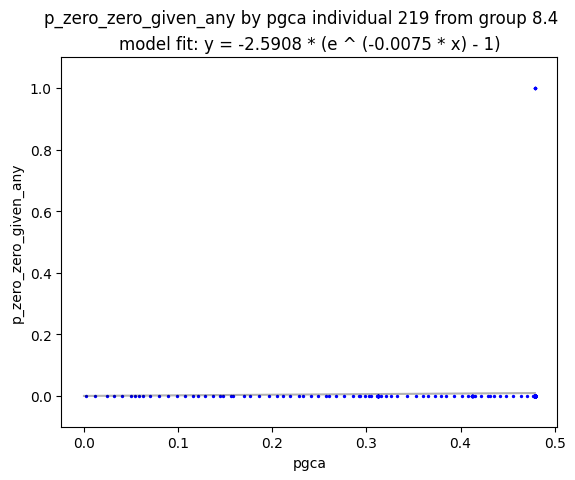 p_zero_zero_given_any by pgca individual 219 from group 8.4
model fit: y = -2.5908 * (e ^ (-0.0075 * x) - 1)
1.0
0.8
0.6
0.4
0.2
0.0
p_zero_zero_given_any
0.0 0.1 0.2 0.3 0.4 0.5
pgca